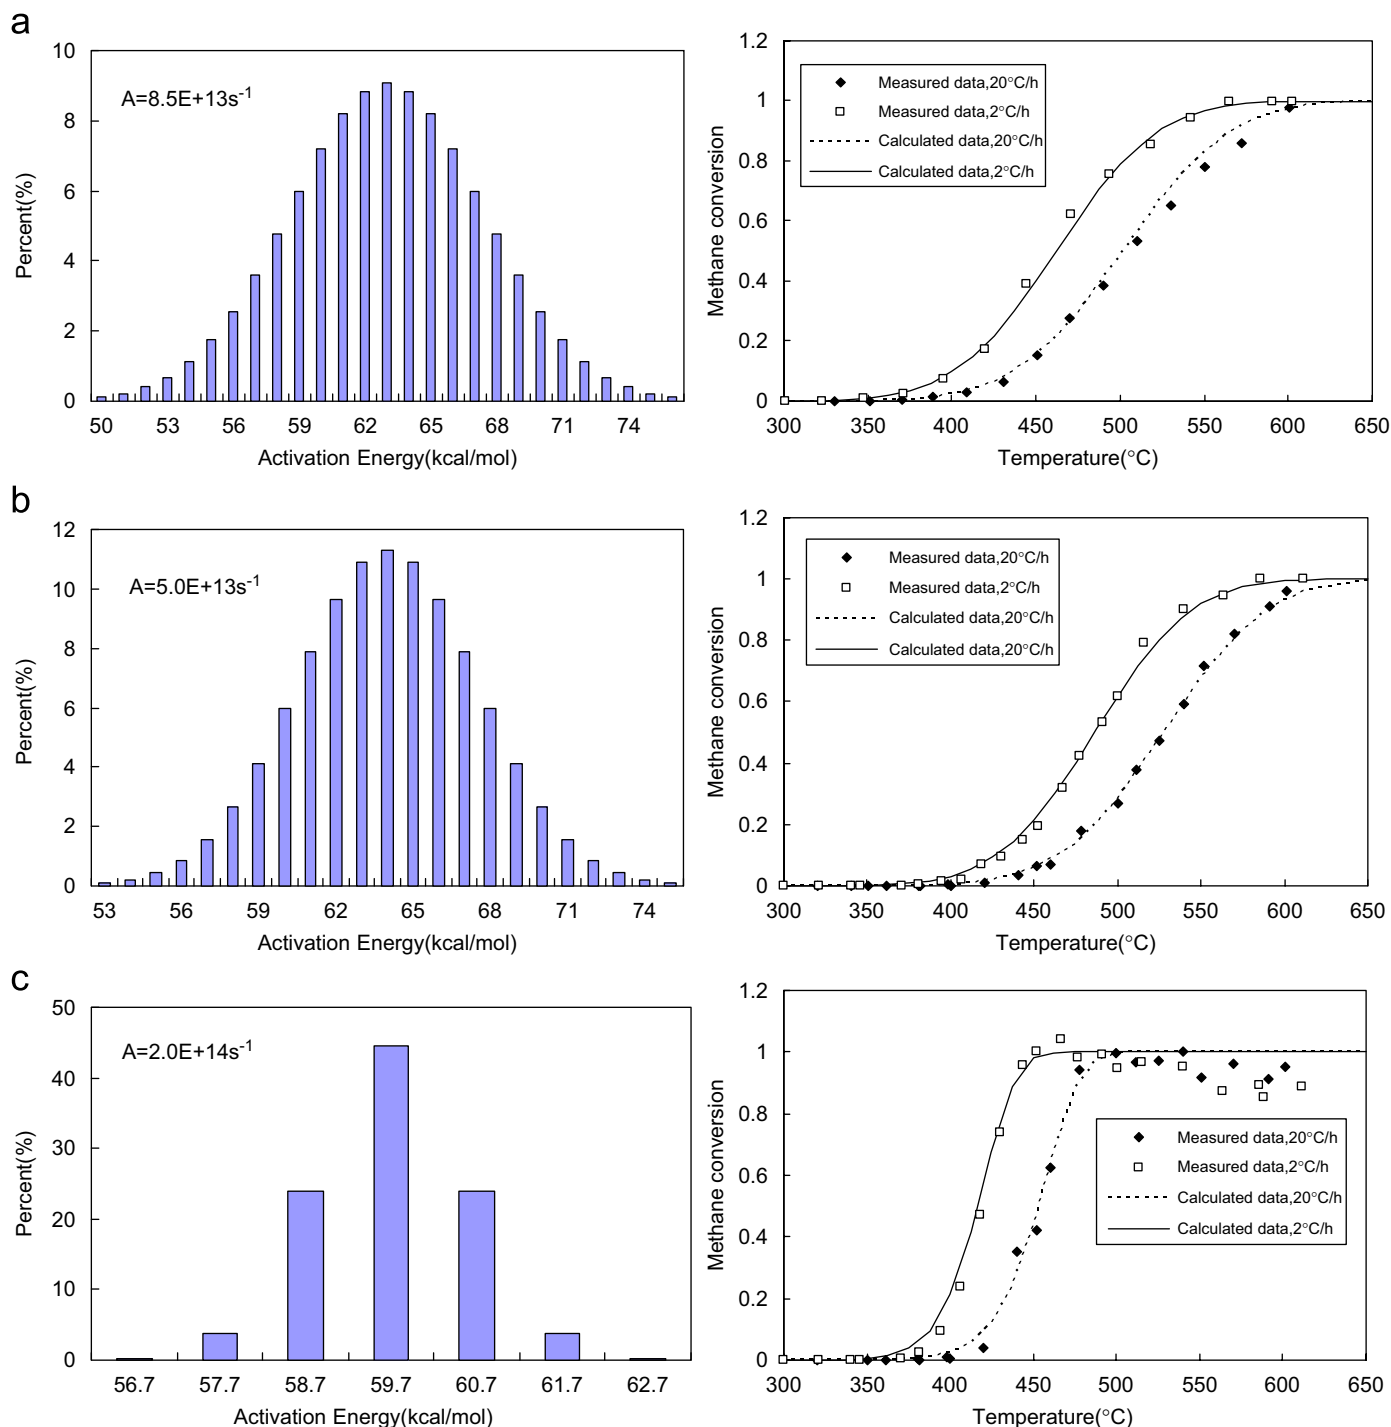 a
10
8
6
4
2
0
Percent(%)
A=8.5E+13s⁻¹
50 53 56 59 62 65 68 71 74
Activation Energy(kcal/mol)
1.2
1
0.8
0.6
0.4
0.2
0
Methane conversion
Measured data,20°C/h
Measured data,2°C/h
Calculated data,20°C/h
Calculated data,2°C/h
300 350 400 450 500 550 600 650
Temperature(°C)
b
12
10
8
6
4
2
0
Percent(%)
A=5.0E+13s⁻¹
53 56 59 62 65 68 71 74
Activation Energy(kcal/mol)
1.2
1
0.8
0.6
0.4
0.2
0
Methane conversion
Measured data,20°C/h
Measured data,2°C/h
Calculated data,20°C/h
Calculated data,20°C/h
300 350 400 450 500 550 600 650
Temperature(°C)
c
50
40
30
20
10
0
Percent(%)
A=2.0E+14s⁻¹
56.7 57.7 58.7 59.7 60.7 61.7 62.7
Activation Energy(kcal/mol)
1.2
1
0.8
0.6
0.4
0.2
0
Methane conversion
Measured data,20°C/h
Measured data,2°C/h
Calculated data,20°C/h
Calculated data,2°C/h
300 350 400 450 500 550 600 650
Temperature(°C)